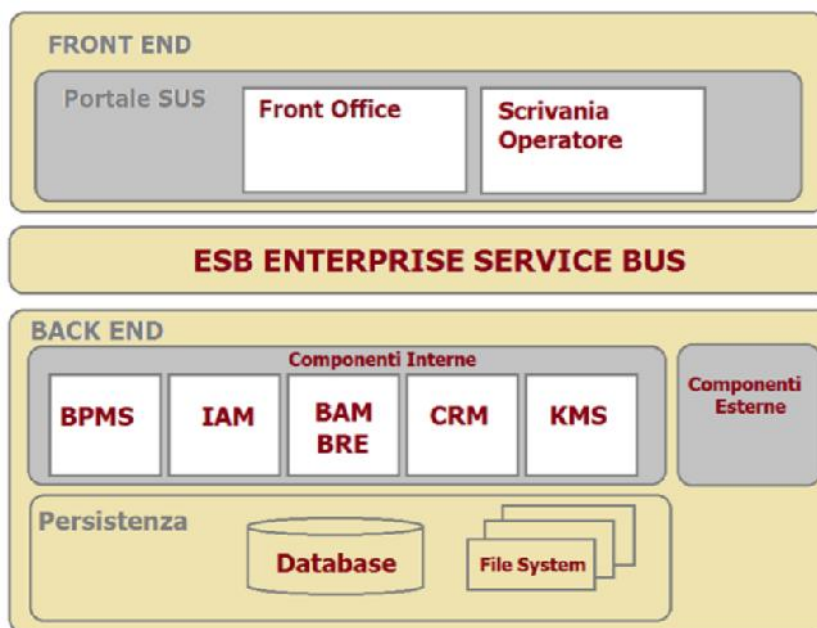 FRONT END
Portale SUS
Front Office
Scrivania
Operatore
ESB ENTERPRISE SERVICE BUS
BACK END
Componenti Interne
BPMS
IAM
BAM
BRE
CRM
KMS
Componenti
Esterne
Persistenza
Database
File System